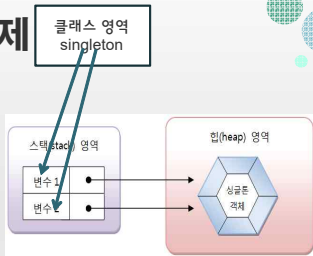 제
클래스 영역
singleton
스택(stack) 영역
변수 1
변수 2
힙(heap) 영역
싱글톤
객체